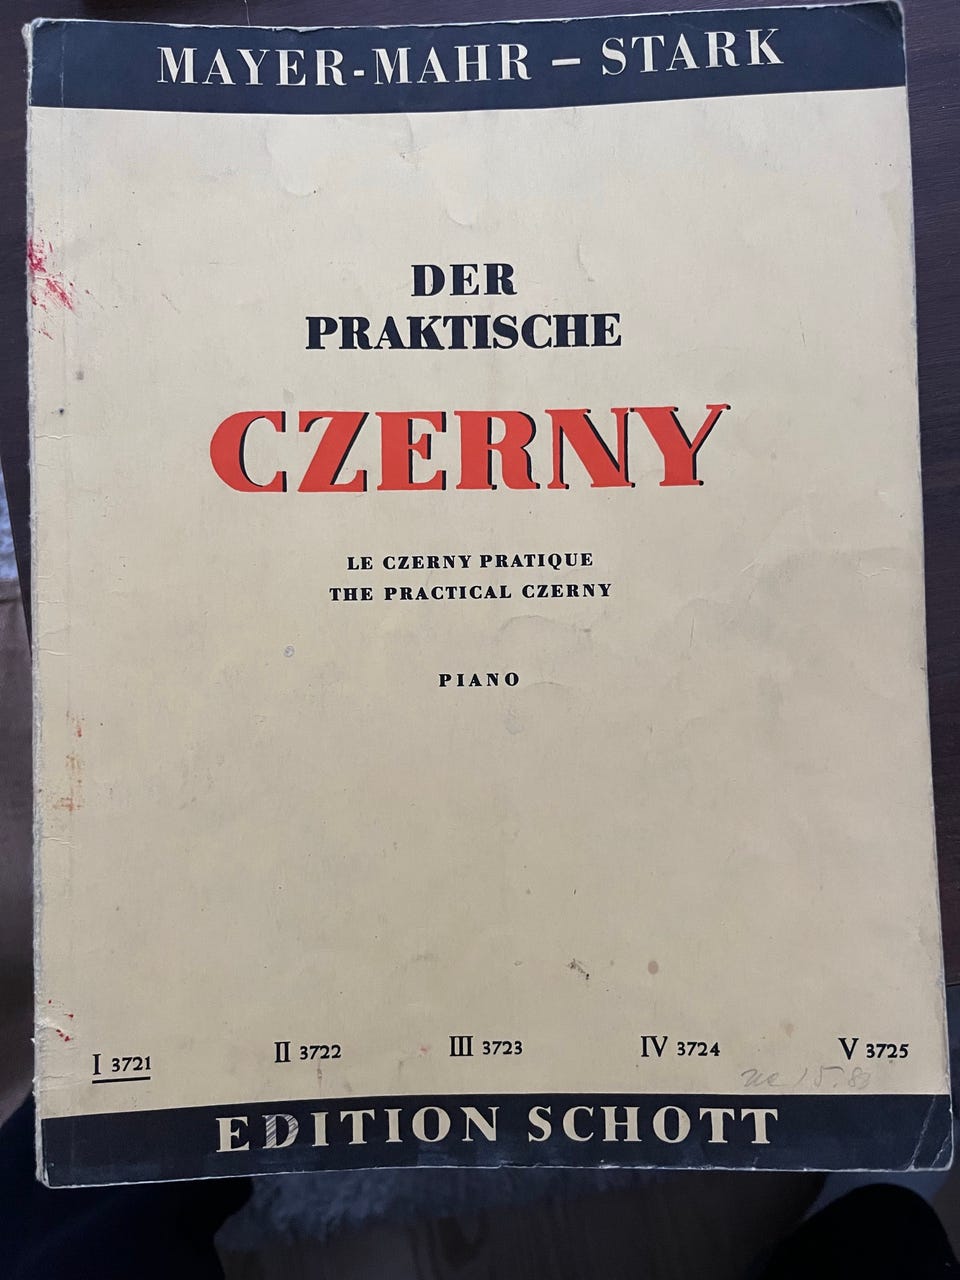 MAYER-MAHR – STARK
DER
PRAKTISCHE
CZERNY
LE CZERNY PRATIQUE
THE PRACTICAL CZERNY
PIANO
I 3721 II 3722 III 3723 IV 3724 V 3725
EDITION SCHOTT